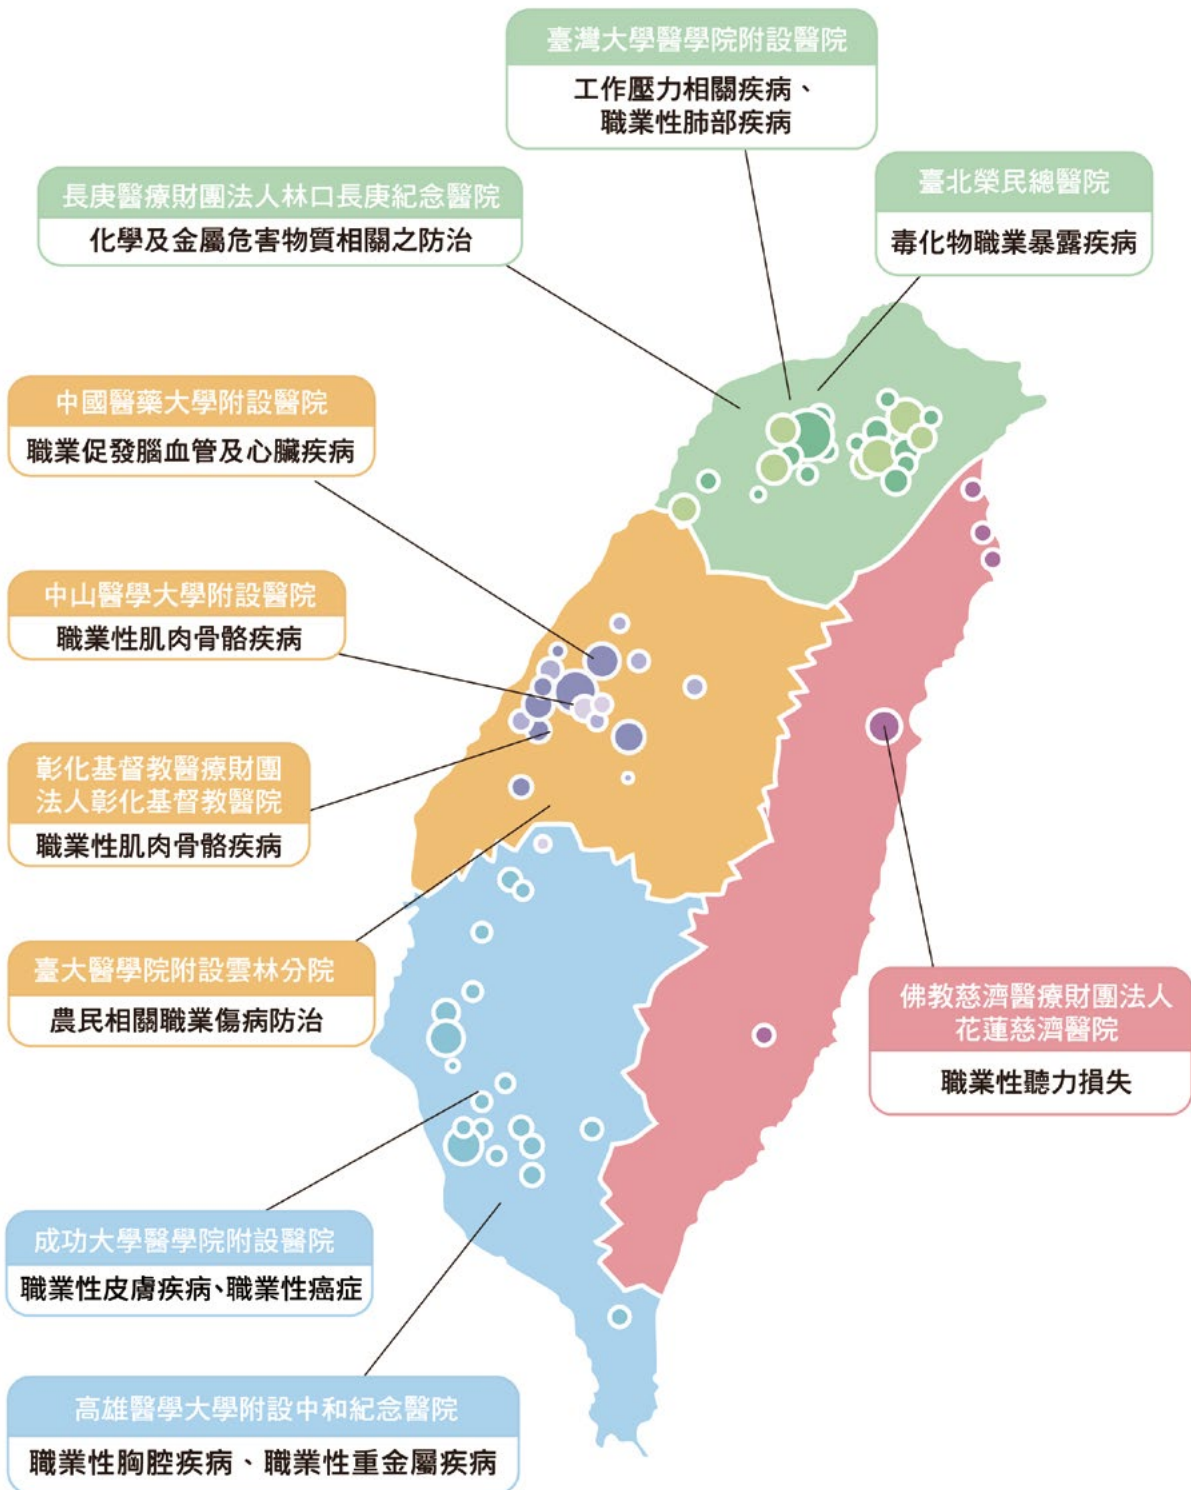 臺灣大學醫學院附設醫院
工作壓力相關疾病、
職業性肺部疾病
臺北榮民總醫院
毒化物職業暴露疾病
長庚醫療財團法人林口長庚紀念醫院
化學及金屬危害物質相關之防治
中國醫藥大學附設醫院
職業促發腦血管及心臟疾病
中山醫學大學附設醫院
職業性肌肉骨骼疾病
彰化基督教醫療財團
法人彰化基督教醫院
職業性肌肉骨骼疾病
臺大醫學院附設雲林分院
農民相關職業傷病防治
佛教慈濟醫療財團法人
花蓮慈濟醫院
職業性聽力損失
成功大學醫學院附設醫院
職業性皮膚疾病、職業性癌症
高雄醫學大學附設中和紀念醫院
職業性胸腔疾病、職業性重金屬疾病